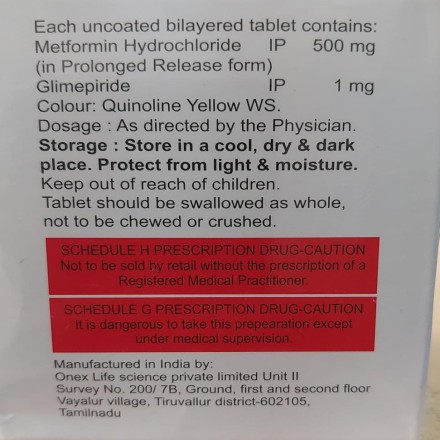 Each uncoated bilayered tablet contains:
Metformin Hydrochloride IP 500 mg
(in Prolonged Release form)
Glimepiride IP 1 mg
Colour: Quinoline Yellow WS.
Dosage : As directed by the Physician.
Storage : Store in a cool, dry & dark
place. Protect from light & moisture.
Keep out of reach of children.
Tablet should be swallowed as whole,
not to be chewed or crushed.
SCHEDULE H PRESCRIPTION DRUG-CAUTION
Not to be sold by retail without the prescription of a
Registered Medical Practitioner.
SCHEDULE G PRESCRIPTION DRUG-CAUTION
It is dangerous to take this prepearation except
under medical supervision.
Manufactured in India by:
Onex Life science private limited Unit II
Survey No. 200/ 7B, Ground, first and second floor
Vayalur village, Tiruvallur district-602105,
Tamilnadu